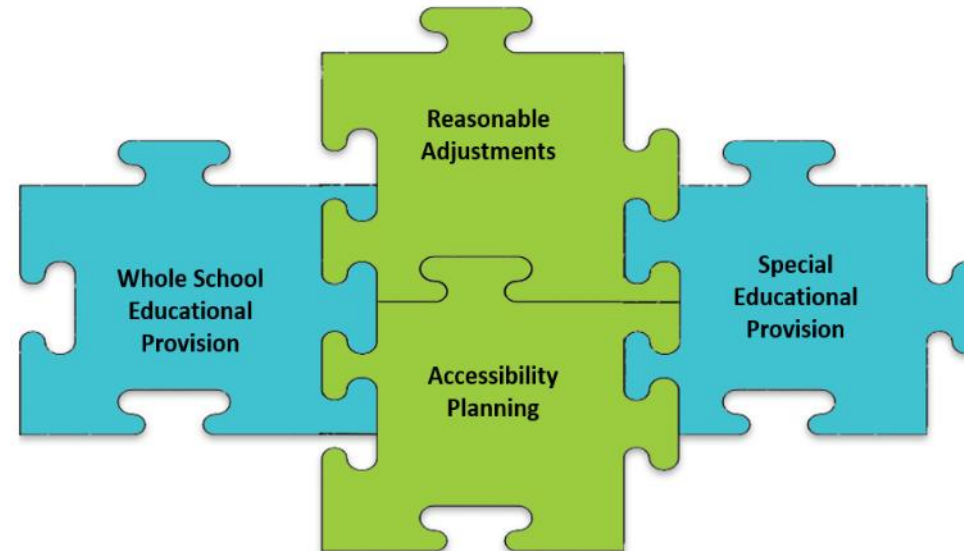 Reasonable
Adjustments
Whole School
Educational
Provision
Special
Educational
Provision
Accessibility
Planning